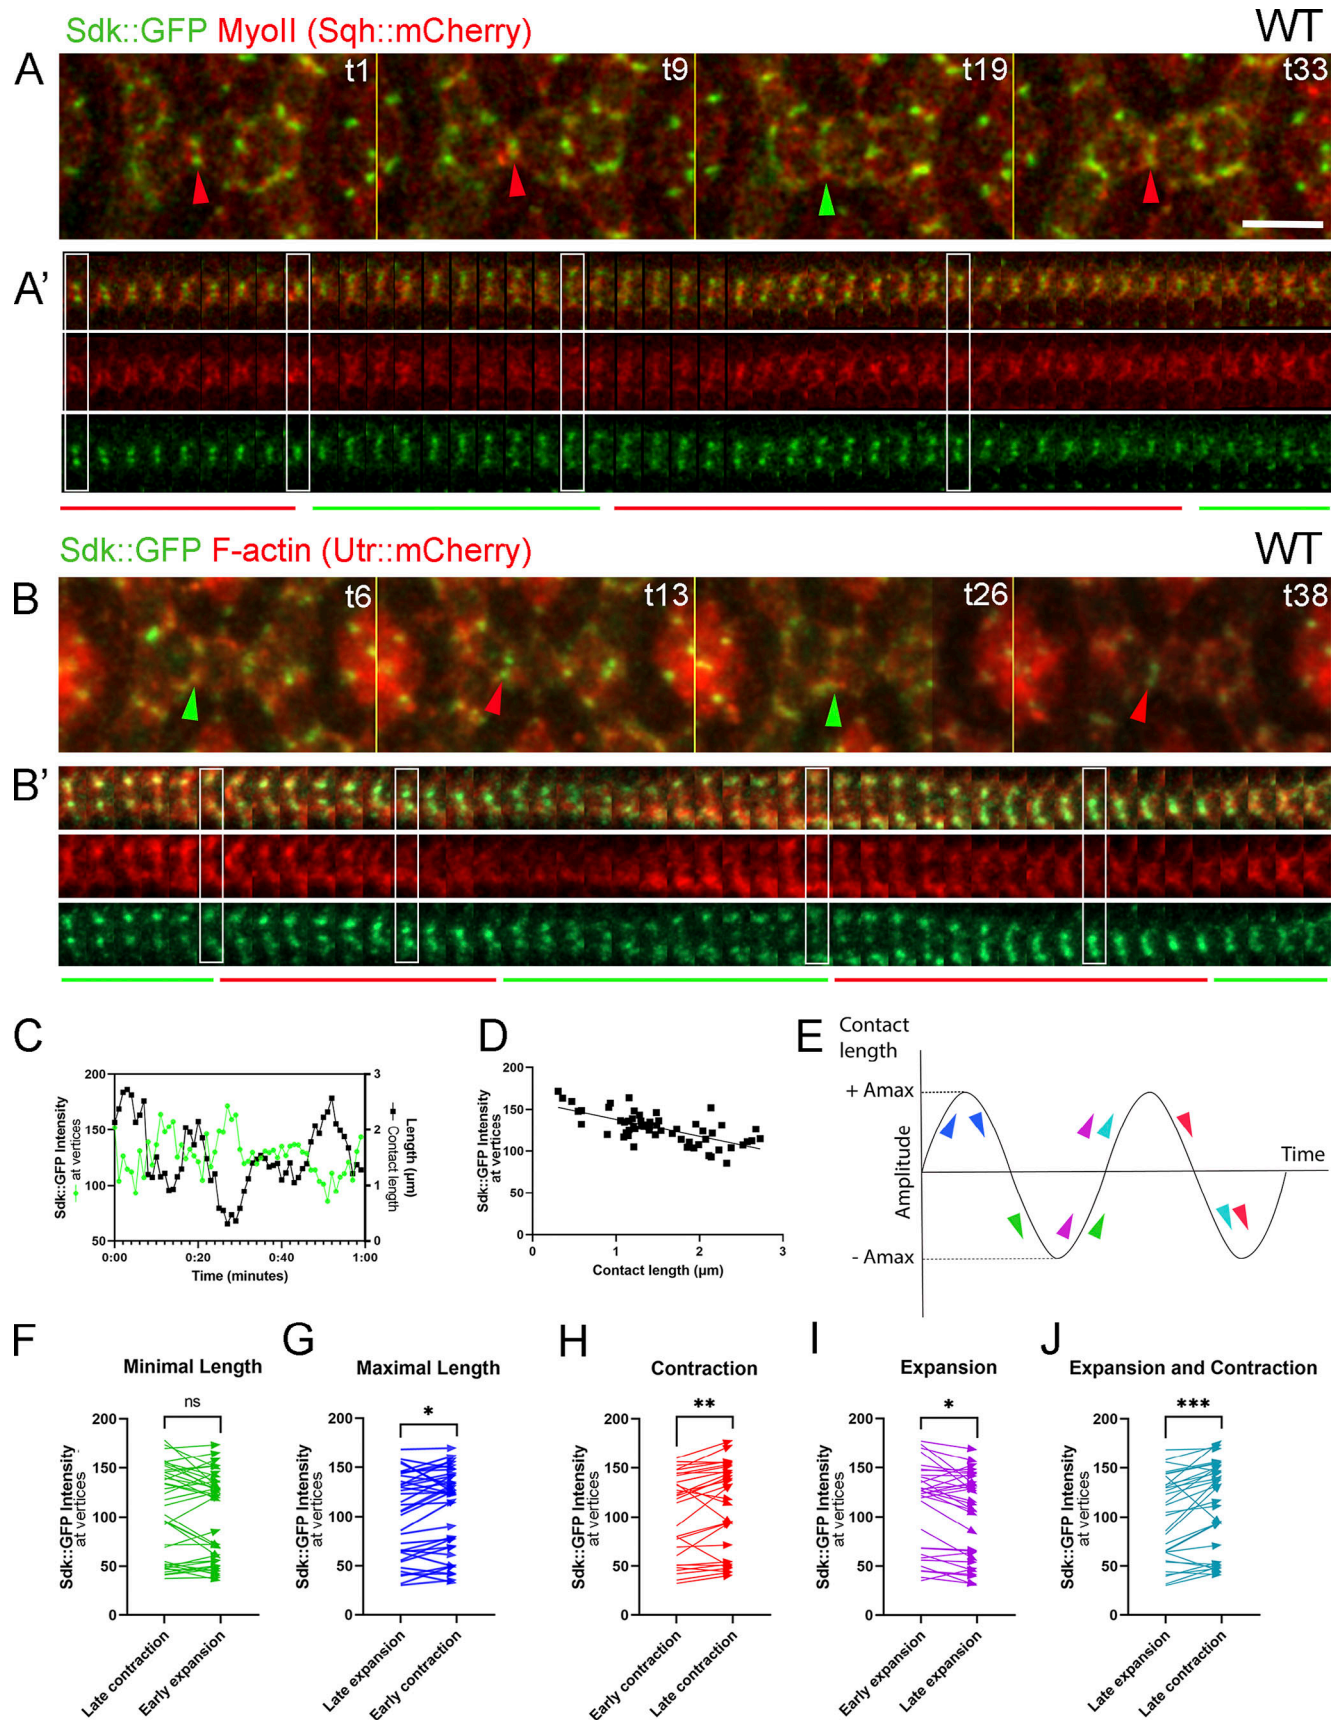 Sdk::GFP MyoII (Sqh::mCherry) WT
A
t1 t9 t19 t33
A'
Sdk::GFP F-actin (Utr::mCherry) WT
B
t6 t13 t26 t38
B'
C
Sdk::GFP Intensity
at vertices
200
150
100
50
3
2
1
0
Length (µm)
Contact length
0:00 0:20 0:40 1:00
Time (minutes)
D
Sdk::GFP Intensity
at vertices
200
150
100
50
0
0 1 2 3
Contact length (µm)
E
Contact
length
+ Amax
Amplitude
- Amax
Time
F
Minimal Length
ns
Sdk::GFP Intensity
at vertices
200
150
100
50
0
Late contraction
Early expansion
G
Maximal Length
*
Sdk::GFP Intensity
at vertices
200
150
100
50
0
Late expansion
Early contraction
H
Contraction
**
Sdk::GFP Intensity
at vertices
200
150
100
50
0
Early contraction
Late contraction
I
Expansion
*
Sdk::GFP Intensity
at vertices
200
150
100
50
0
Early expansion
Late expansion
J
Expansion and Contraction
***
Sdk::GFP Intensity
at vertices
200
150
100
50
0
Late expansion
Late contraction